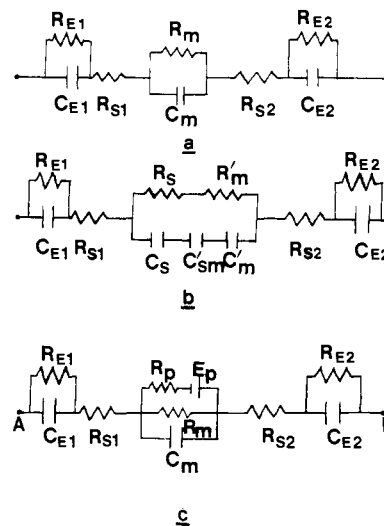 RE1 Rm RE2
CE1 RS1 Cm RS2 CE2
a
RE1 RS R′m RE2
CE1 RS1 CS C′Sm C′m RS2 CE2
b
RE1 Rp Ep RE2
A CE1 RS1 Rm Cm RS2 CE2
c